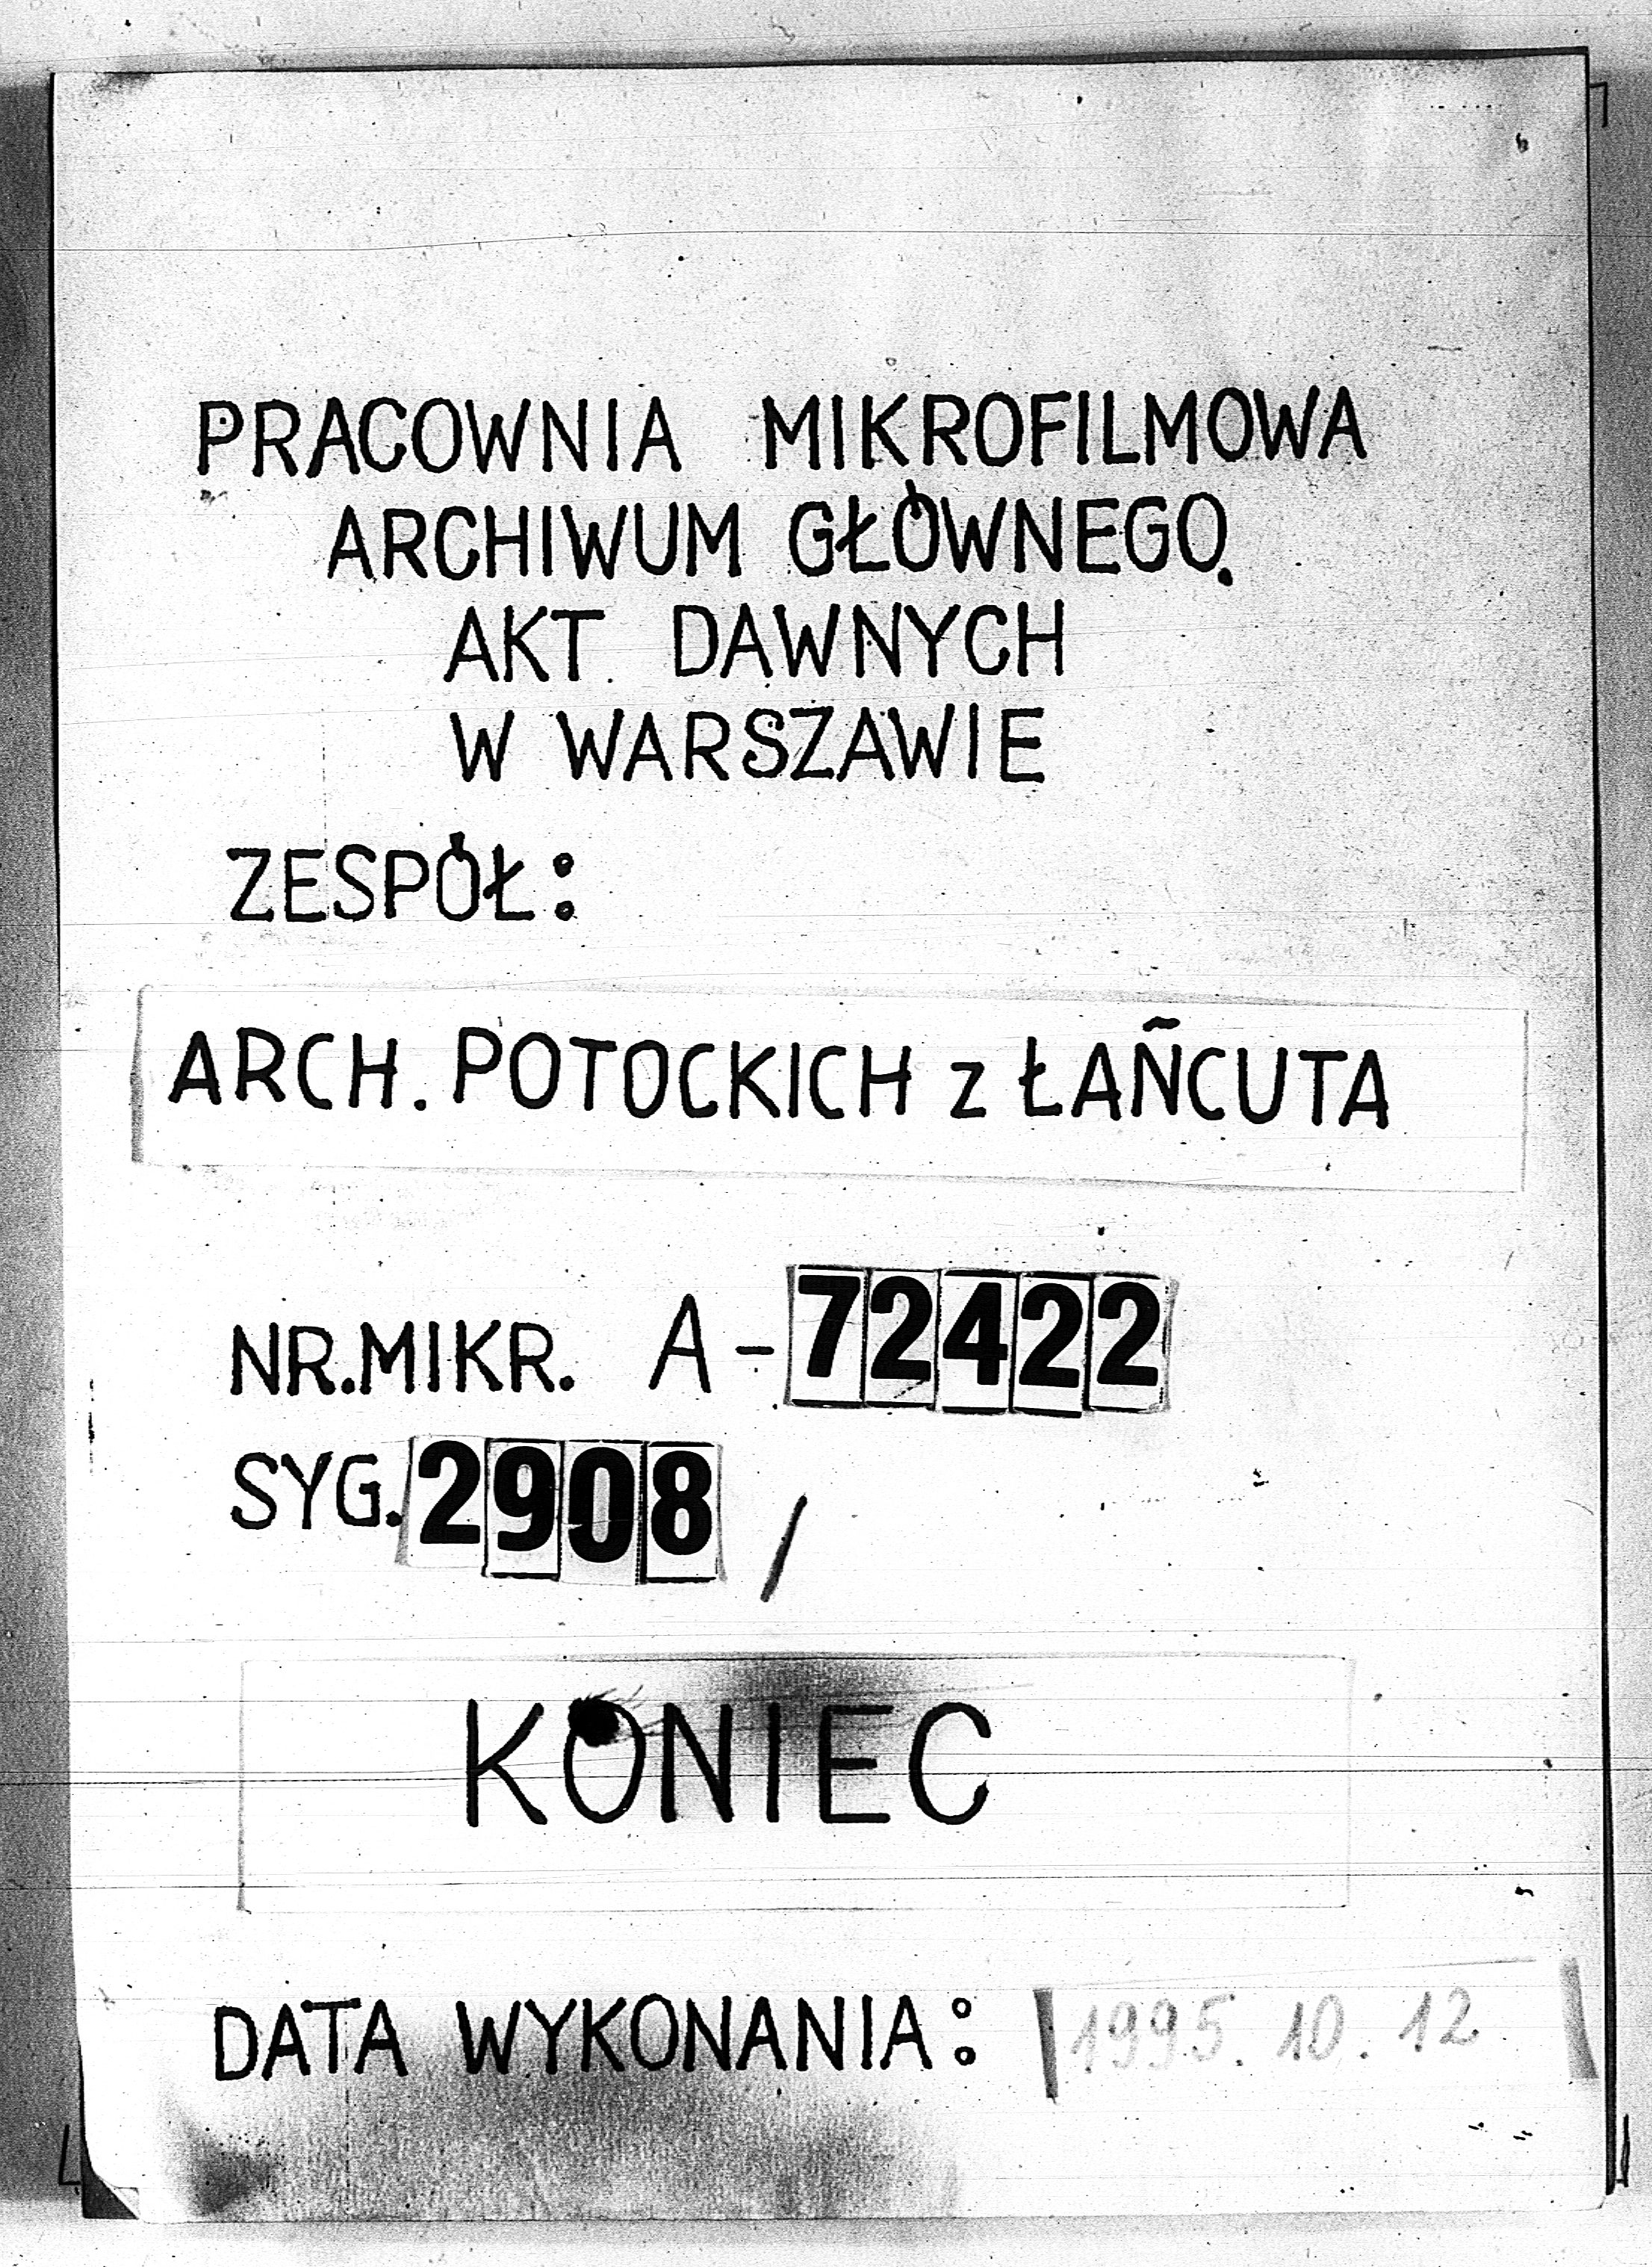 PRACOWNIA MIKROFILMOWA
ARCHIWUM GŁÓWNEGO
AKT DAWNYCH
W WARSZAWIE
ZESPÓŁ:
ARCH. POTOCKICH z ŁAŃCUTA
NR.MIKR. A-72422
SYG. 2908 /
KONIEC
DATA WYKONANIA: 1995. 10. 12